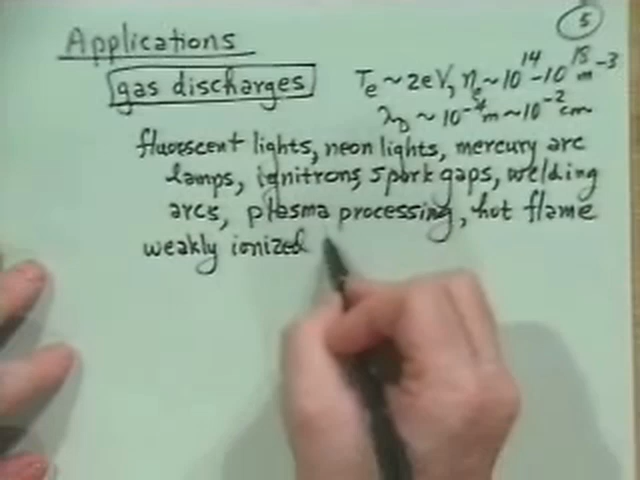 5
Applications
gas discharges Te ~ 2eV, ne ~ 10^14 - 10^15 m^-3
λD ~ 10^-4 m ~ 10^-2 cm
fluorescent lights, neon lights, mercury arc
lamps, ignitrons, spark gaps, welding
arcs, plasma processing, hot flame
weakly ionized